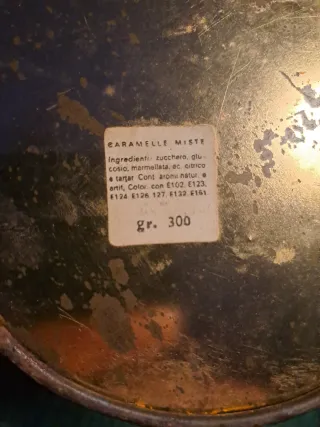 CARAMELLE MISTE
Ingredienti: zucchero, glu-
cosio, marmellata, ac. citrico
e tartar. Cont. aromi natur. e
artif. Color. con E102, E123,
E124, E126, 127, E132, E151
gr. 300